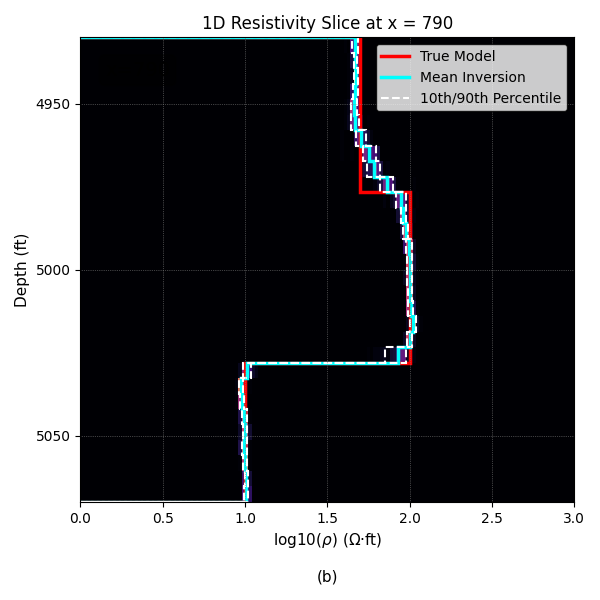 1D Resistivity Slice at x = 790
True Model
Mean Inversion
10th/90th Percentile
4950
5000
5050
Depth (ft)
0.0 0.5 1.0 1.5 2.0 2.5 3.0
log10(ρ) (Ω·ft)
(b)